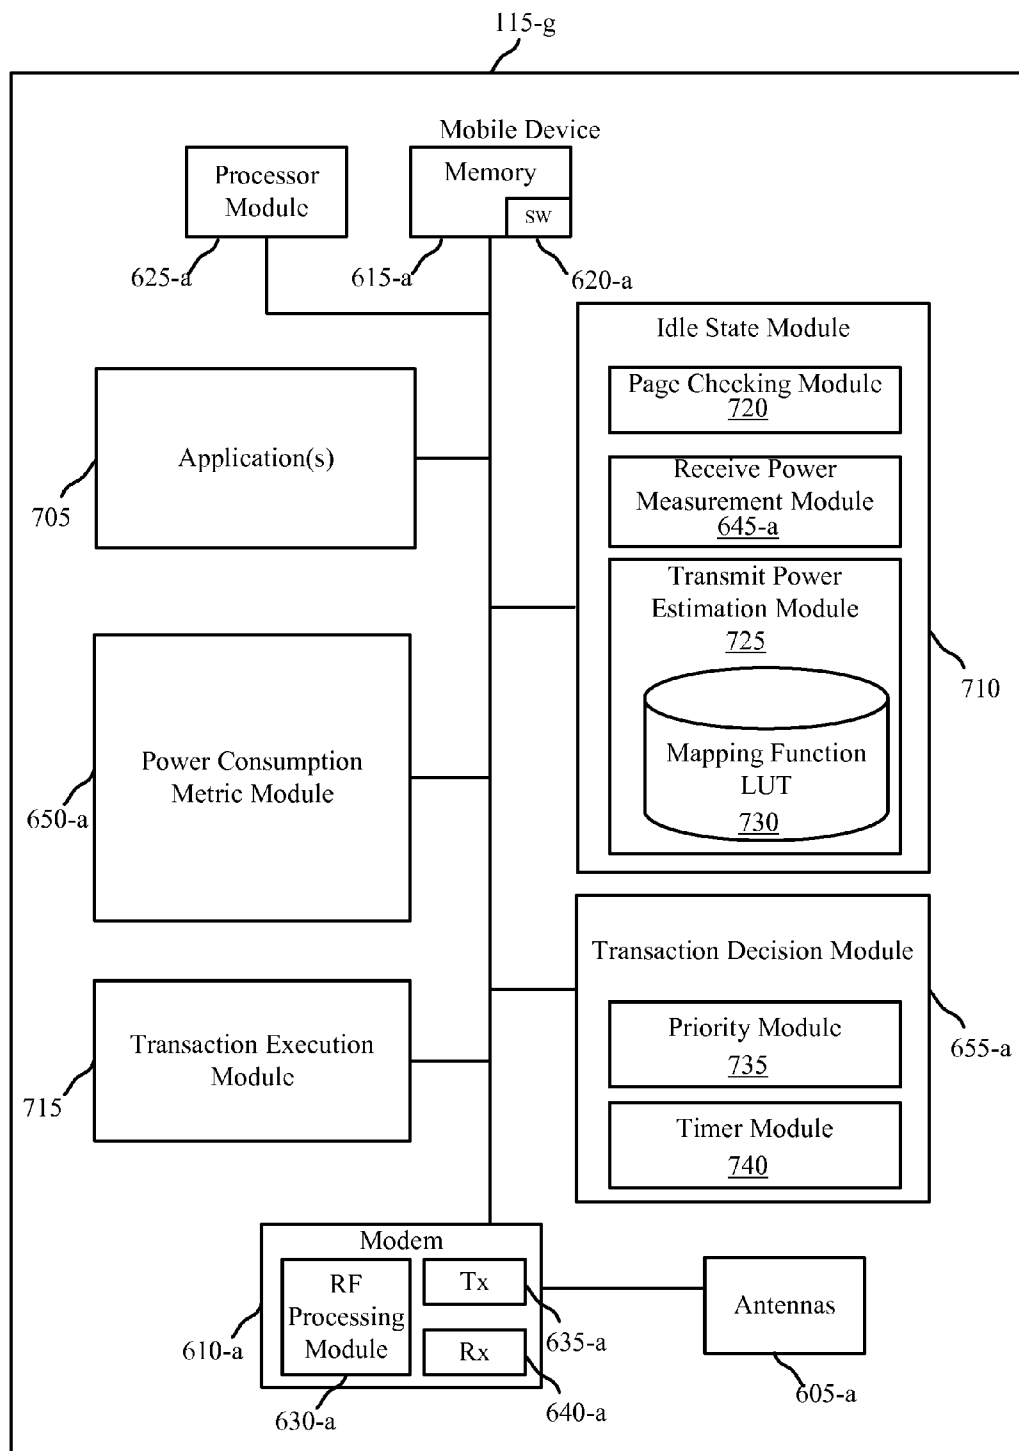 115-g
Mobile Device
Processor
Module
Memory
SW
625-a
615-a
620-a
Idle State Module
Page Checking Module
720
Receive Power
Measurement Module
645-a
Transmit Power
Estimation Module
725
Mapping Function
LUT
730
710
Application(s)
705
Power Consumption
Metric Module
650-a
Transaction Decision Module
Priority Module
735
Timer Module
740
655-a
Transaction Execution
Module
715
Modem
RF
Processing
Module
Tx
Rx
610-a
630-a
635-a
640-a
Antennas
605-a